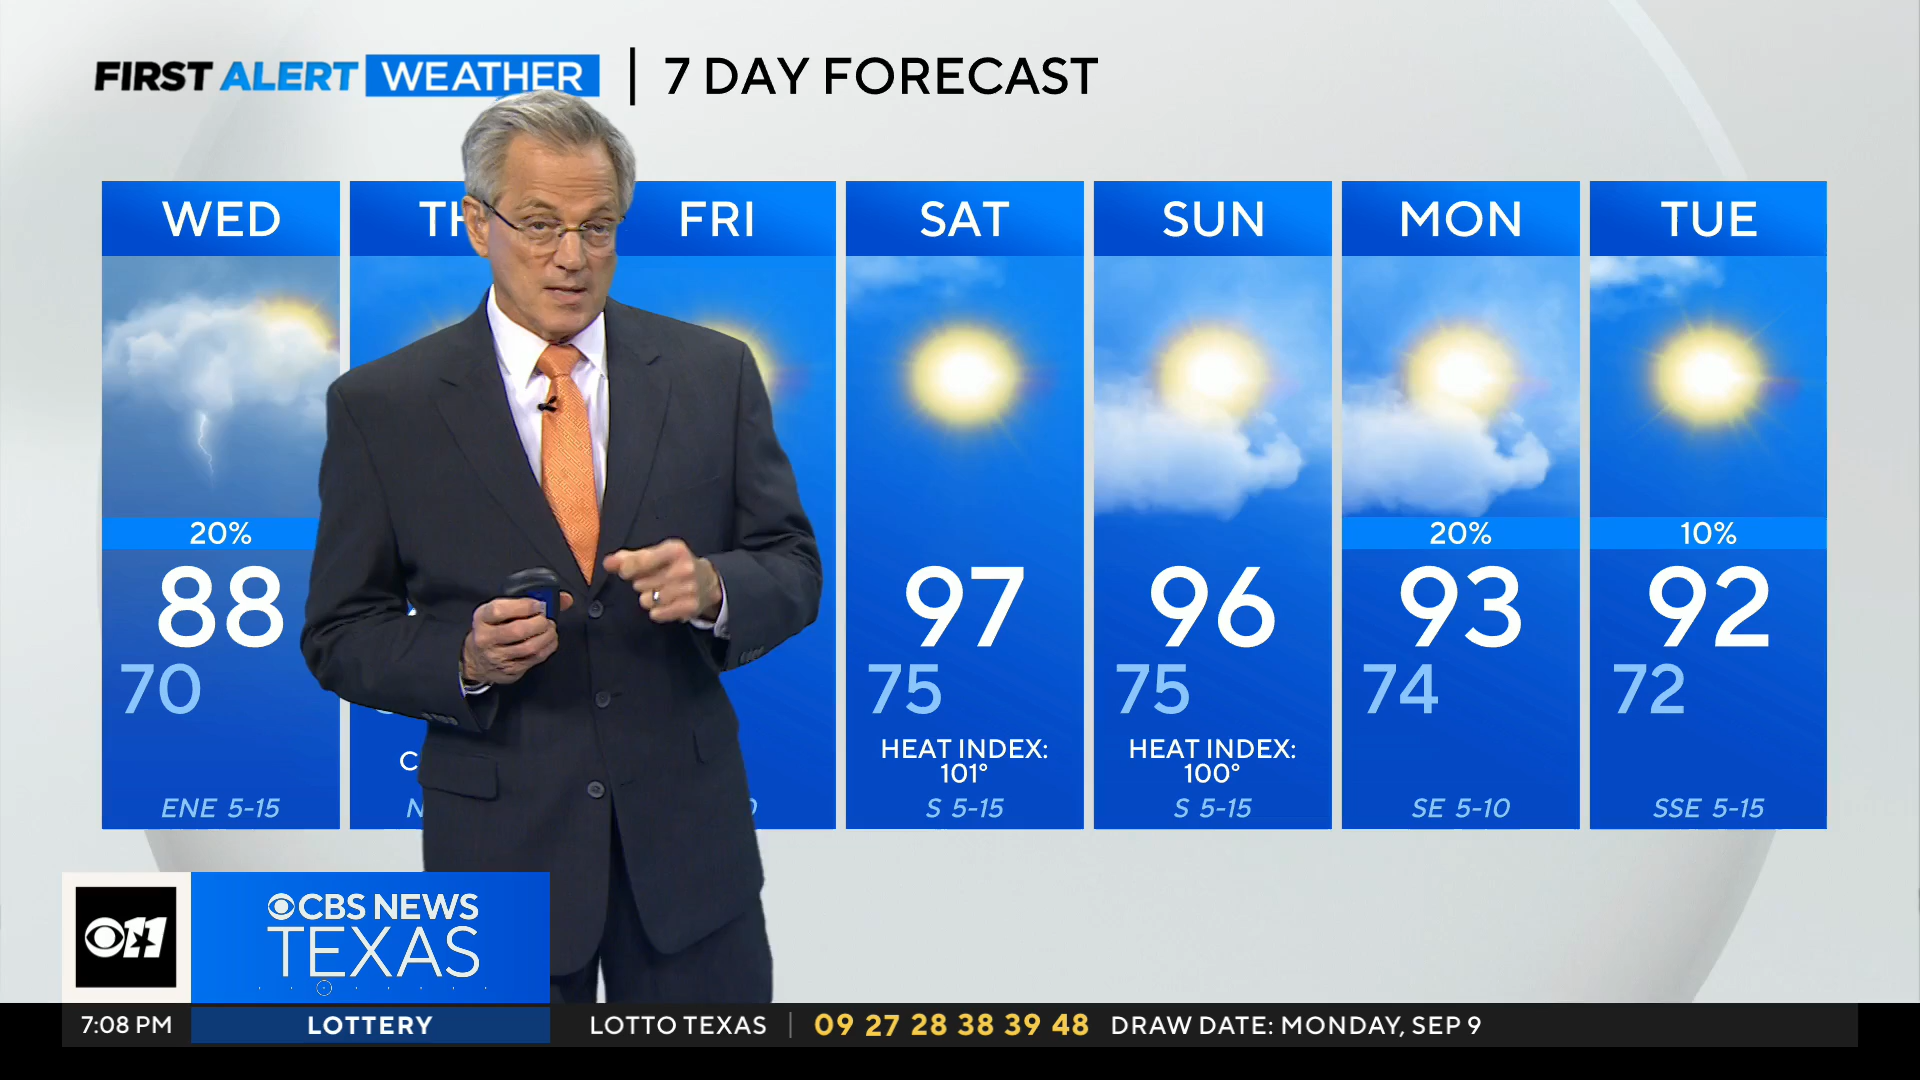 FIRST ALERT WEATHER | 7 DAY FORECAST
WED
20%
88
70
ENE 5-15
TH
FRI
SAT
97
75
HEAT INDEX:
101°
S 5-15
SUN
96
75
HEAT INDEX:
100°
S 5-15
MON
20%
93
74
SE 5-10
TUE
10%
92
72
SSE 5-15
11
CBS NEWS
TEXAS
7:08 PM
LOTTERY
LOTTO TEXAS | 09 27 28 38 39 48 DRAW DATE: MONDAY, SEP 9